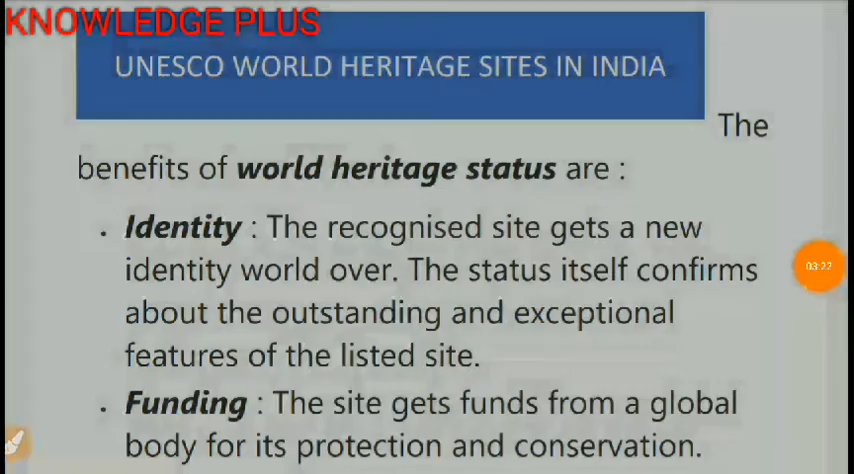 KNOWLEDGE PLUS
UNESCO WORLD HERITAGE SITES IN INDIA
The
benefits of world heritage status are :
• Identity : The recognised site gets a new
identity world over. The status itself confirms
about the outstanding and exceptional
features of the listed site.
03:22
• Funding : The site gets funds from a global
body for its protection and conservation.